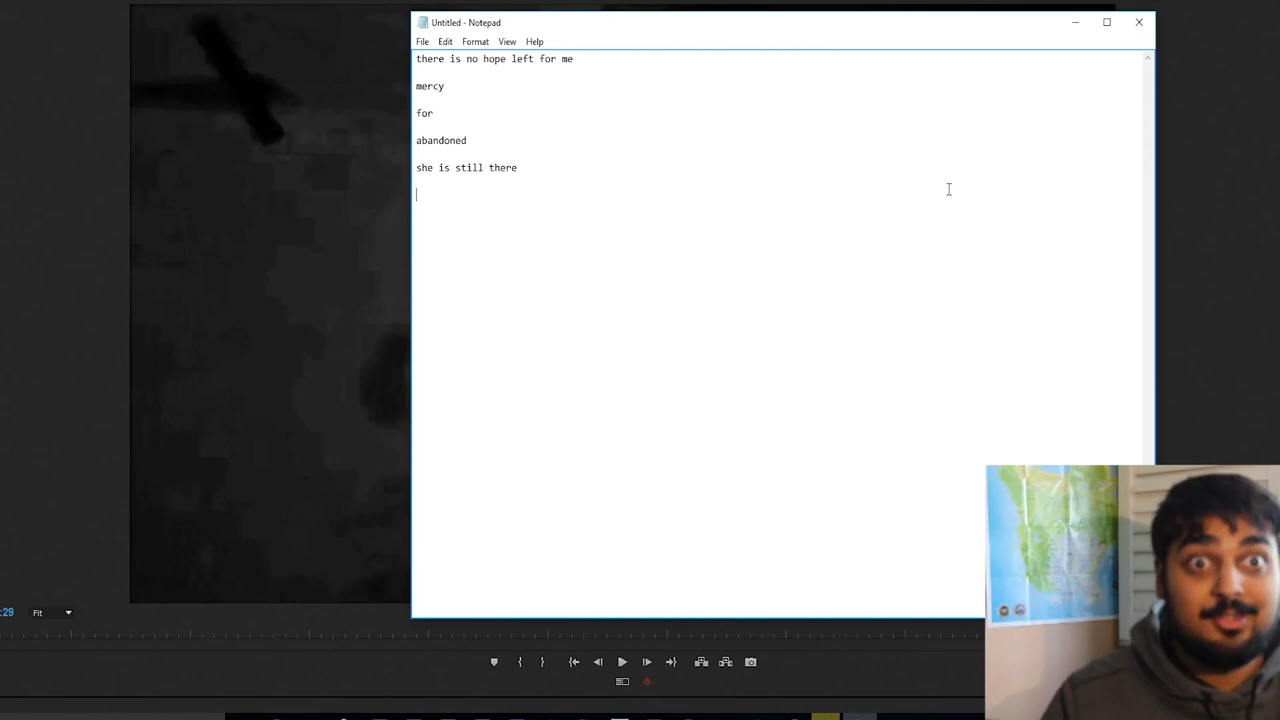 Untitled - Notepad
File Edit Format View Help
there is no hope left for me
mercy
for
abandoned
she is still there
:29
Fit